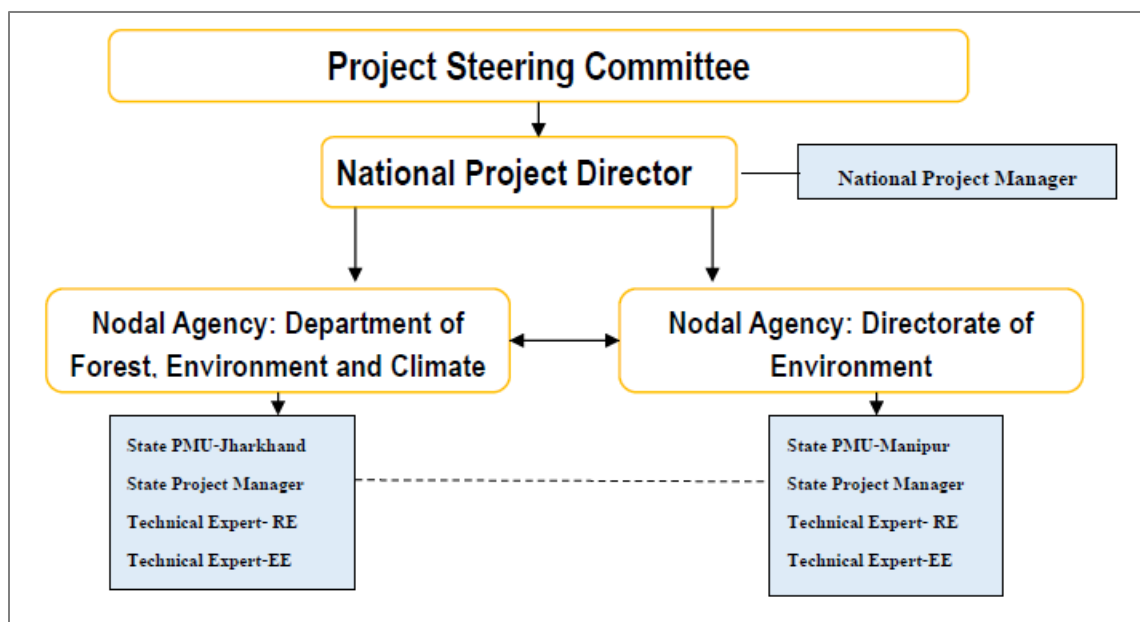 Project Steering Committee
National Project Director
National Project Manager
Nodal Agency: Department of
Forest, Environment and Climate
Nodal Agency: Directorate of
Environment
State PMU-Jharkhand
State Project Manager
Technical Expert- RE
Technical Expert-EE
State PMU-Manipur
State Project Manager
Technical Expert- RE
Technical Expert-EE